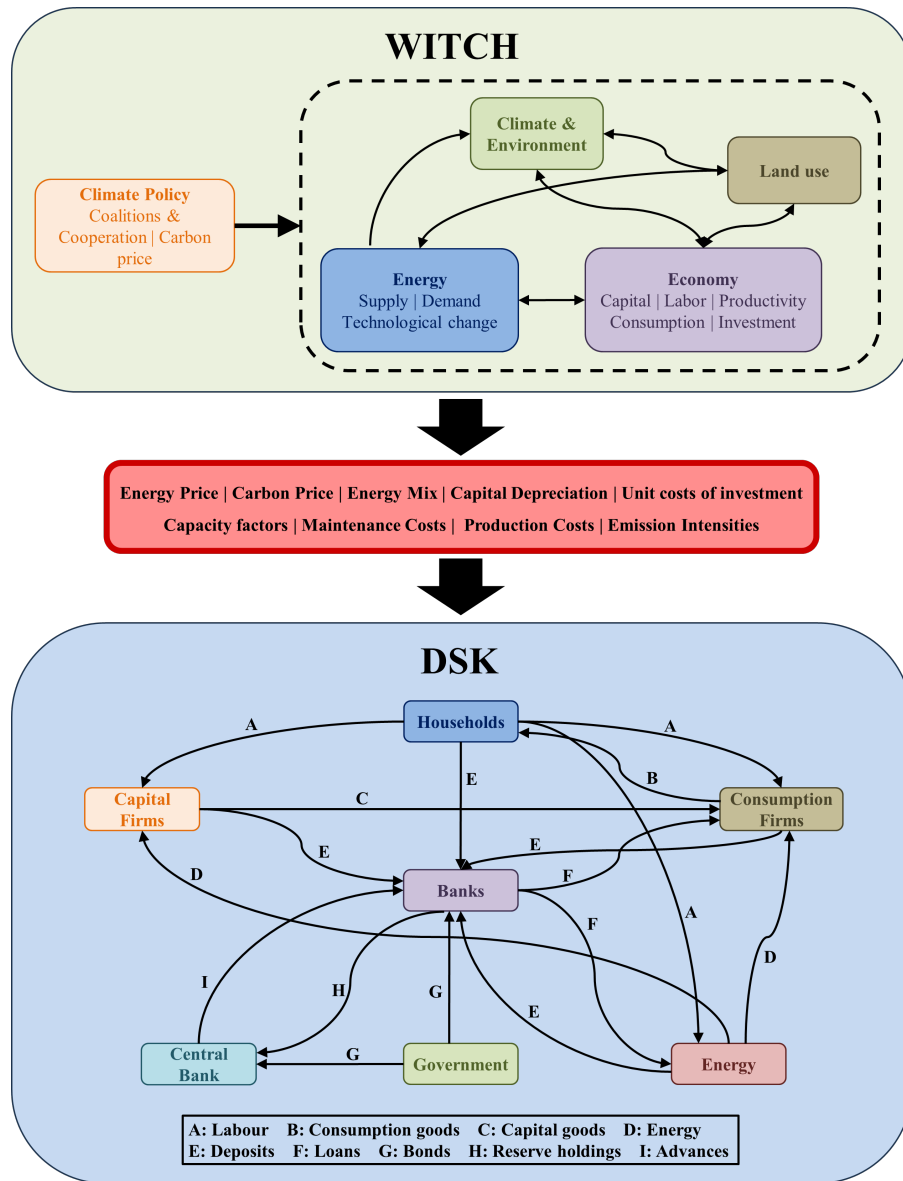 WITCH
Climate &
Environment
Land use
Climate Policy
Coalitions &
Cooperation | Carbon
price
Energy
Supply | Demand
Technological change
Economy
Capital | Labor | Productivity
Consumption | Investment
Energy Price | Carbon Price | Energy Mix | Capital Depreciation | Unit costs of investment
Capacity factors | Maintenance Costs | Production Costs | Emission Intensities
DSK
Households
A
A
B
E
Capital
Firms
C
Consumption
Firms
E
E
D
F
Banks
A
F
I
H
G
E
D
Central
Bank
G
Government
Energy
A: Labour B: Consumption goods C: Capital goods D: Energy
E: Deposits F: Loans G: Bonds H: Reserve holdings I: Advances